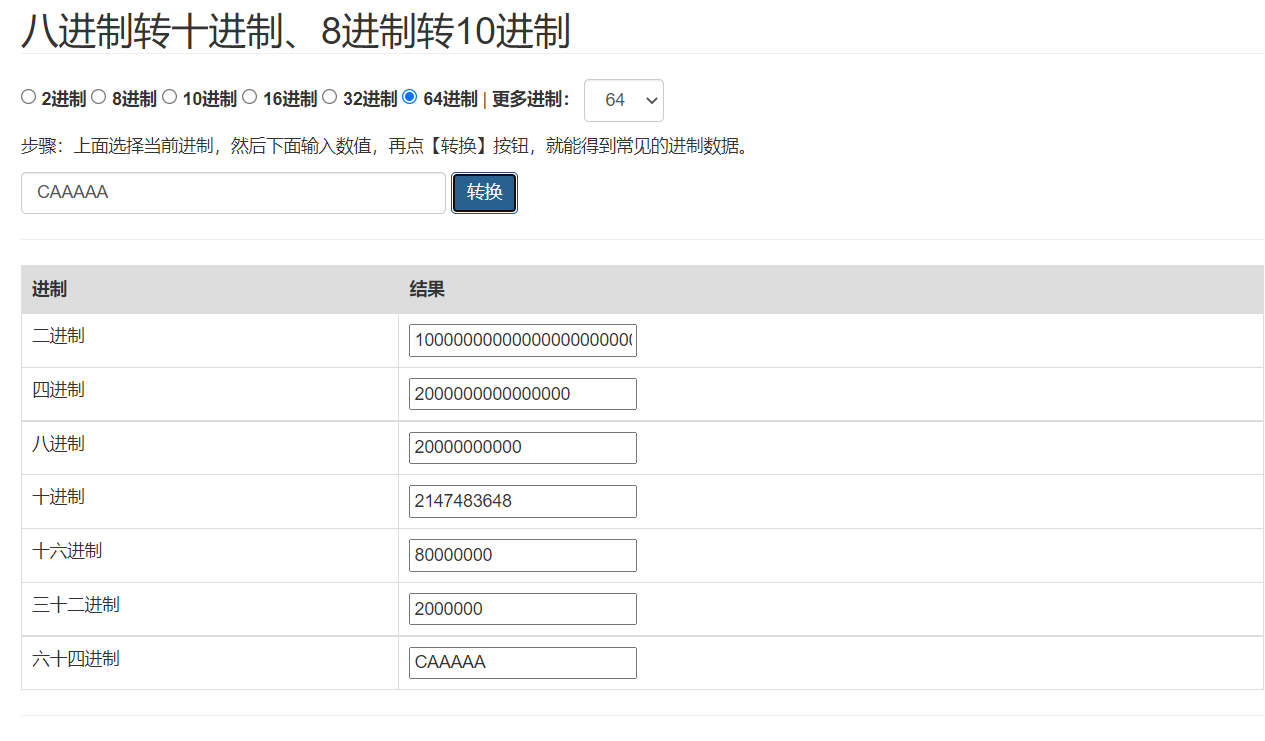 八进制转十进制、8进制转10进制
2进制 8进制 10进制 16进制 32进制 64进制 | 更多进制： 64
步骤：上面选择当前进制，然后下面输入数值，再点【转换】按钮，就能得到常见的进制数据。
CAAAAA 转换
进制 结果
二进制
四进制 2000000000000000
八进制 20000000000
十进制 2147483648
十六进制 80000000
三十二进制 2000000
六十四进制 CAAAAA